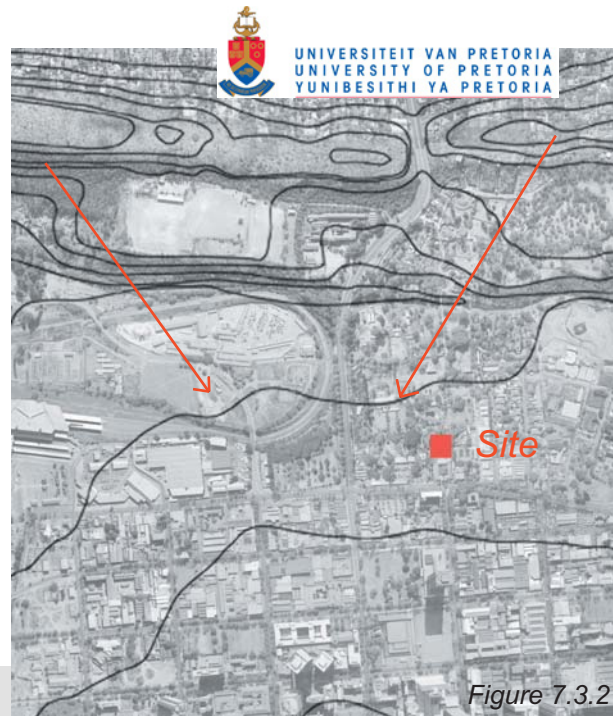 UNIVERSITEIT VAN PRETORIA
UNIVERSITY OF PRETORIA
YUNIBESITHI YA PRETORIA
Site
Figure 7.3.2